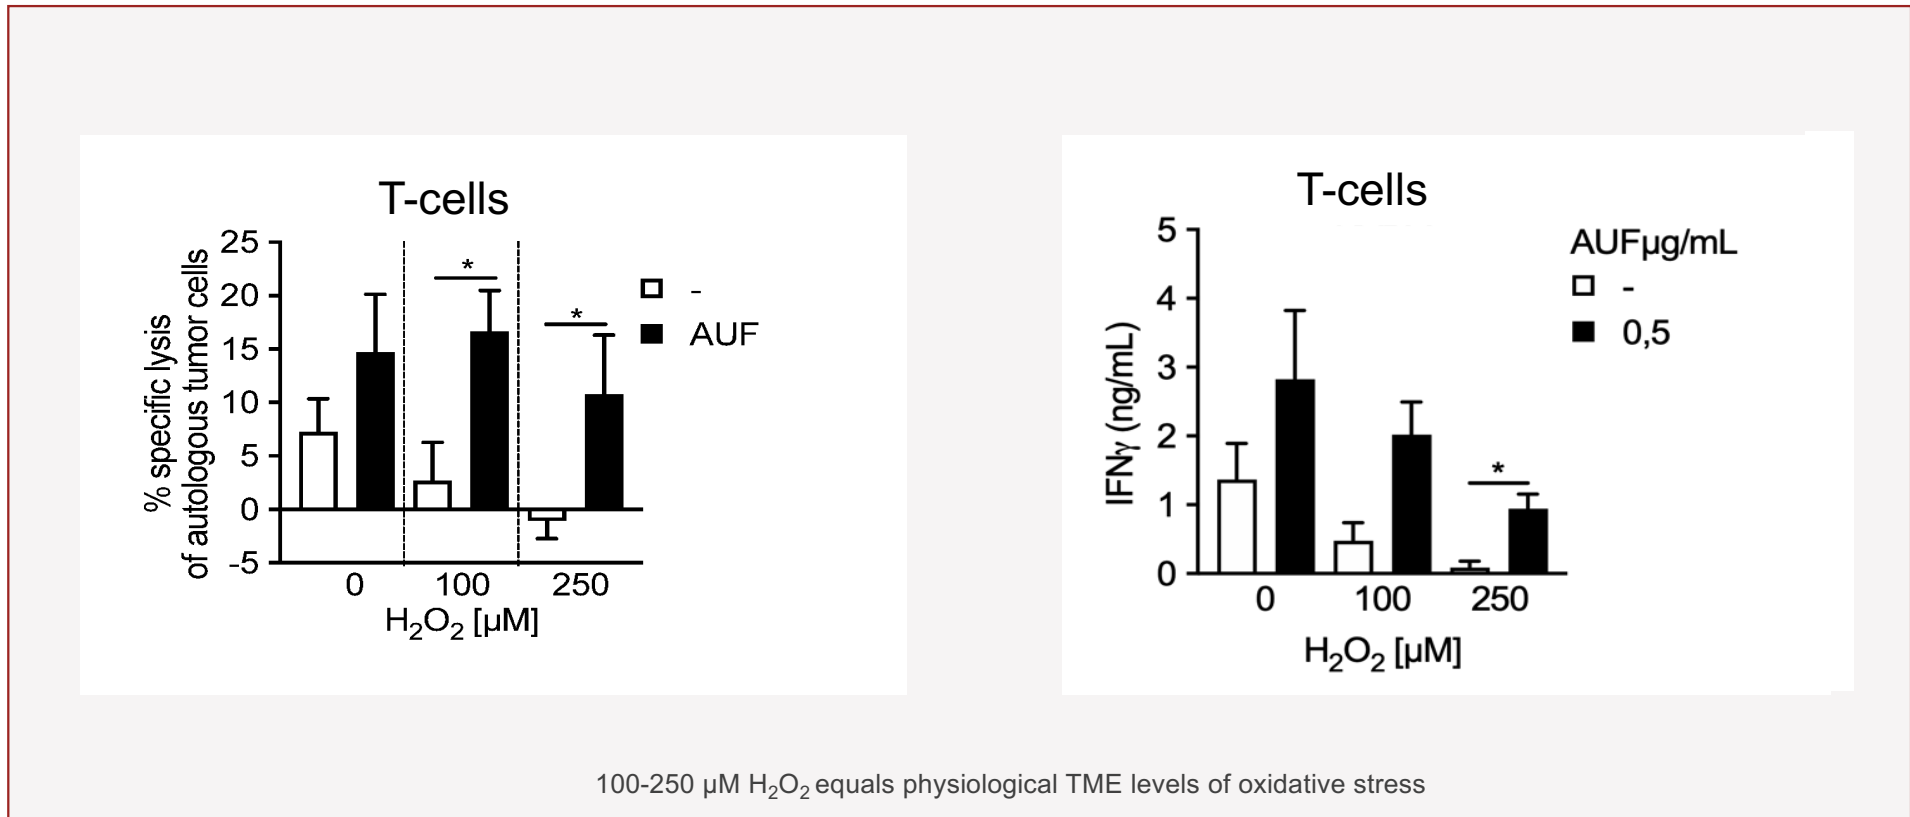 T-cells
% specific lysis
of autologous tumor cells
25
20
15
10
5
0
-5
*
*
-
AUF
0 100 250
H₂O₂ [µM]
T-cells
IFNγ (ng/mL)
5
4
3
2
1
0
*
AUFµg/mL
-
0,5
0 100 250
H₂O₂ [µM]
100-250 µM H₂O₂ equals physiological TME levels of oxidative stress